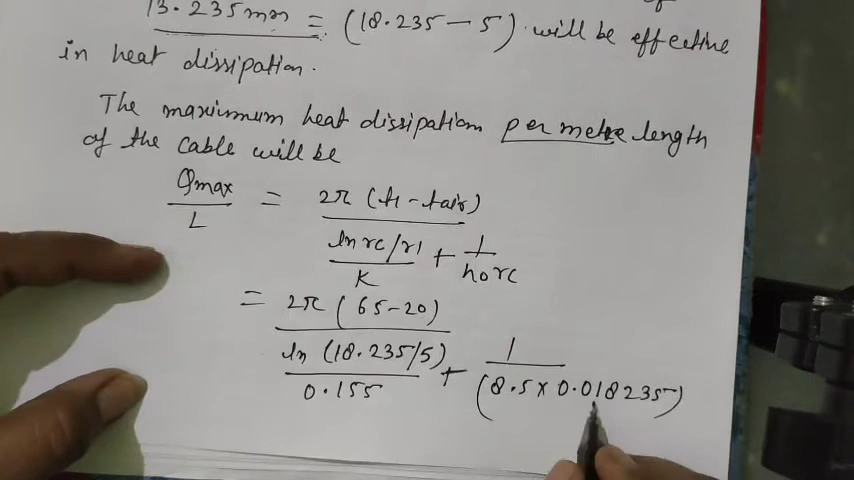 13.235mm = (18.235-5) will be effective
in heat dissipation.
The maximum heat dissipation per metre length
of the cable will be
Qmax/L = 2π(t1-tair) / (ln rc/r1 / K + 1/h0rc)
= 2π(65-20) / (ln(18.235/5) / 0.155 + 1/(8.5×0.018235))